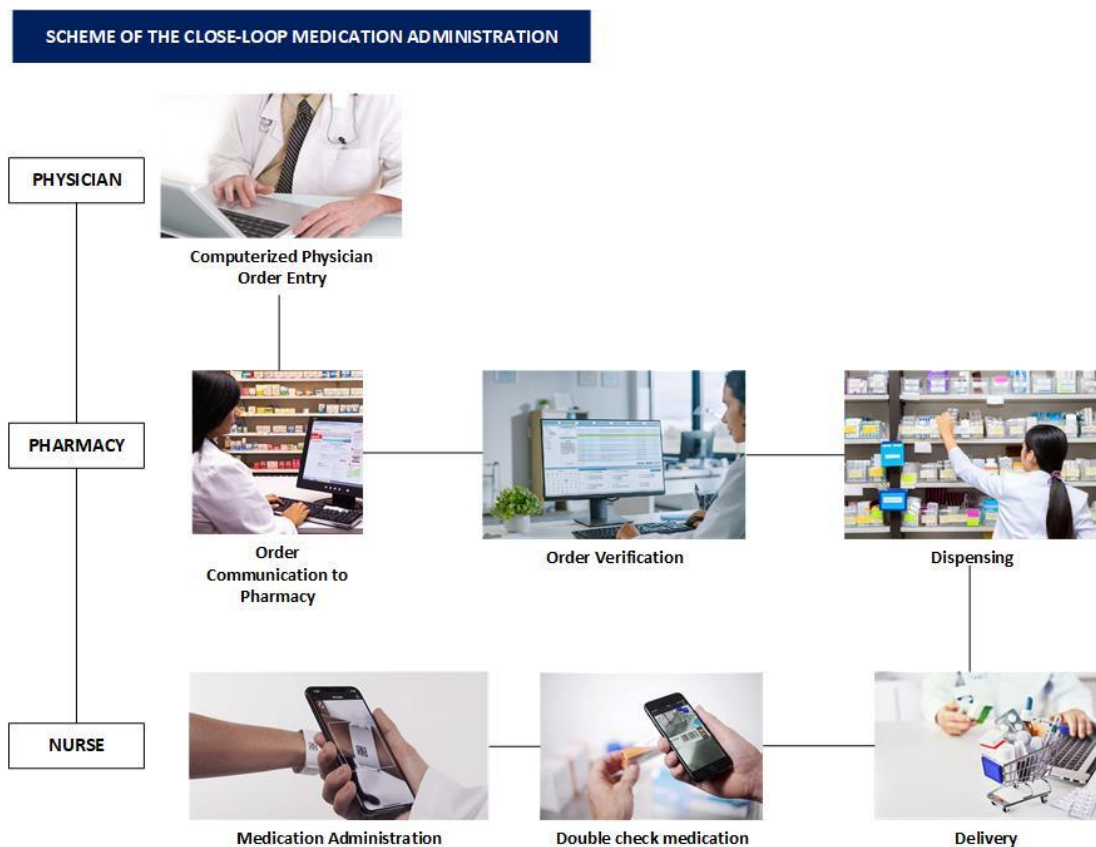 SCHEME OF THE CLOSE-LOOP MEDICATION ADMINISTRATION
PHYSICIAN
Computerized Physician
Order Entry
PHARMACY
Order
Communication to
Pharmacy
Order Verification
Dispensing
NURSE
Medication Administration
Double check medication
Delivery